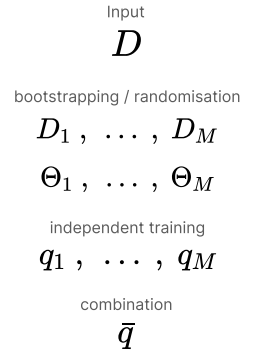 Input
D
bootstrapping / randomisation
D₁ , … , D_M
Θ₁ , … , Θ_M
independent training
q₁ , … , q_M
combination
q̄